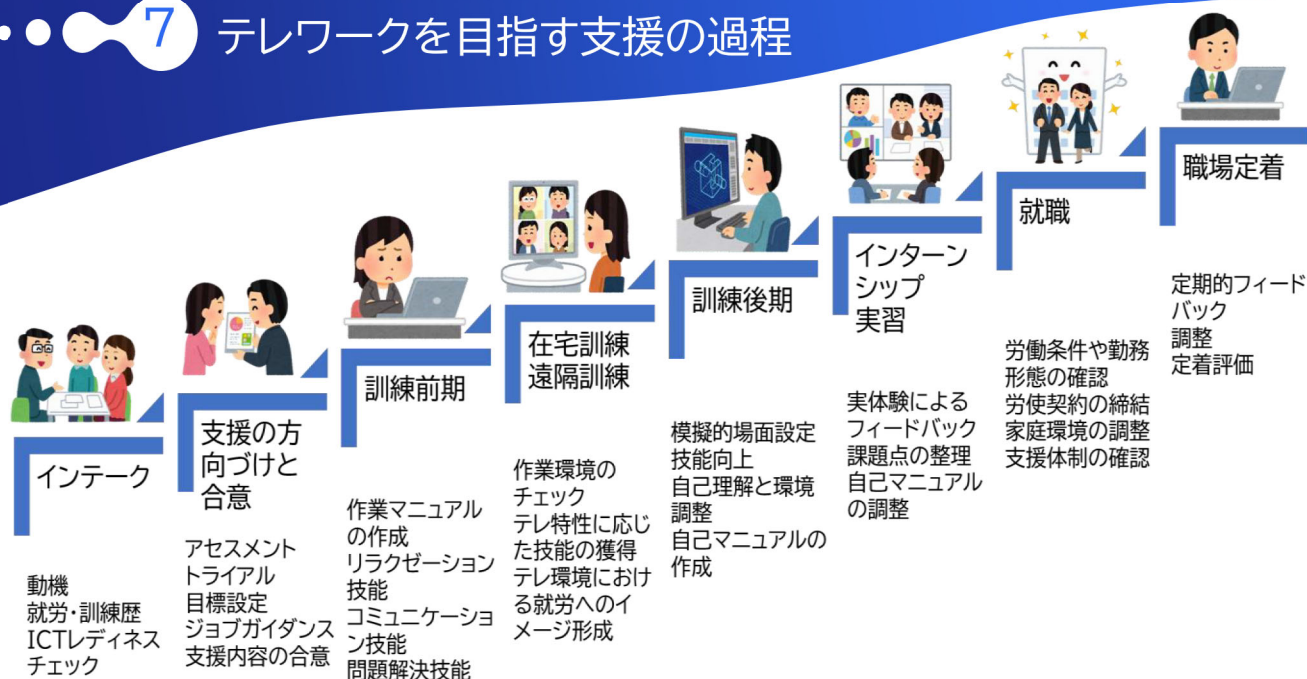 7 テレワークを目指す支援の過程
インテーク
動機
就労・訓練歴
ICTレディネス
チェック
支援の方
向づけと
合意
アセスメント
トライアル
目標設定
ジョブガイダンス
支援内容の合意
訓練前期
作業マニュアル
の作成
リラクゼーション
技能
コミュニケーショ
ン技能
問題解決技能
在宅訓練
遠隔訓練
作業環境の
チェック
テレ特性に応じ
た技能の獲得
テレ環境におけ
る就労へのイ
メージ形成
訓練後期
模擬的場面設定
技能向上
自己理解と環境
調整
自己マニュアルの
作成
インターン
シップ
実習
実体験による
フィードバック
課題点の整理
自己マニュアル
の調整
就職
労働条件や勤務
形態の確認
労使契約の締結
家庭環境の調整
支援体制の確認
職場定着
定期的フィード
バック
調整
定着評価